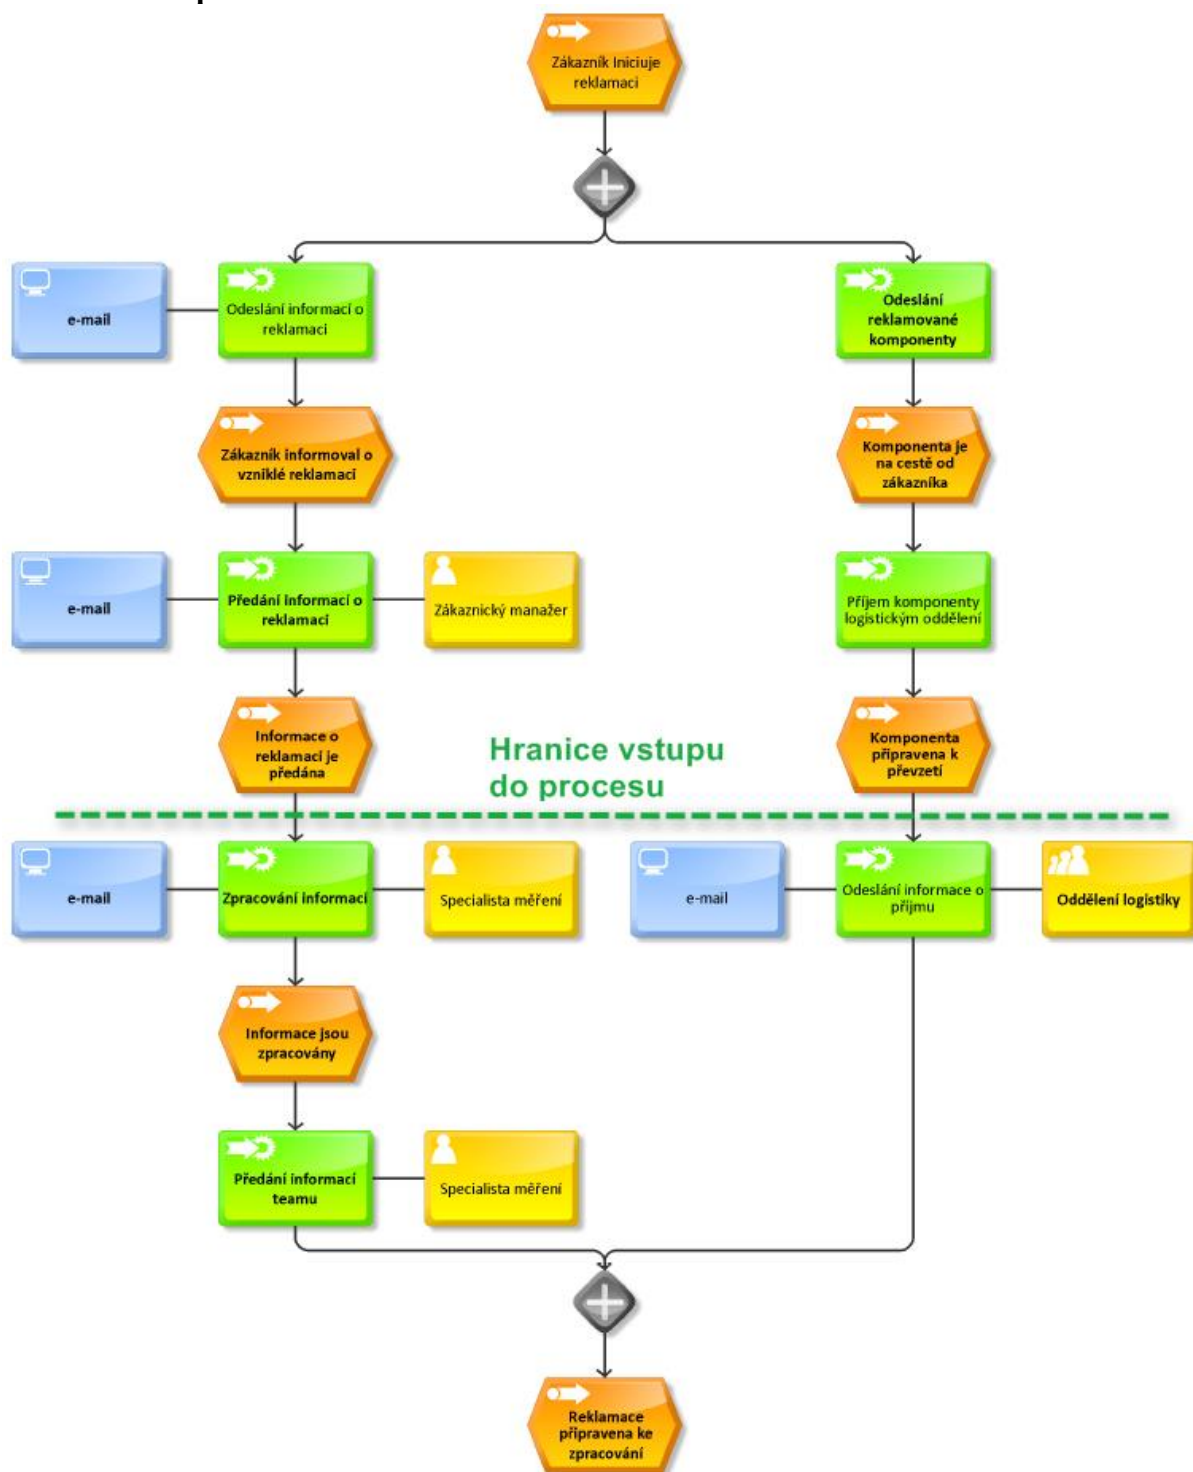 Zákazník Iniciuje
reklamaci
e-mail
Odeslání informací o
reklamaci
Odeslání
reklamované
komponenty
Zákazník informoval o
vzniklé reklamaci
Komponenta je
na cestě od
zákazníka
e-mail
Předání informací o
reklamaci
Zákaznický manažer
Příjem komponenty
logistickým oddělení
Informace o
reklamaci je
předána
Hranice vstupu
do procesu
Komponenta
připravena k
převzetí
e-mail
Zpracování informací
Specialista měření
e-mail
Odeslání informace o
příjmu
Oddělení logistiky
Informace jsou
zpracovány
Předání informací
teamu
Specialista měření
Reklamace
připravena ke
zpracování